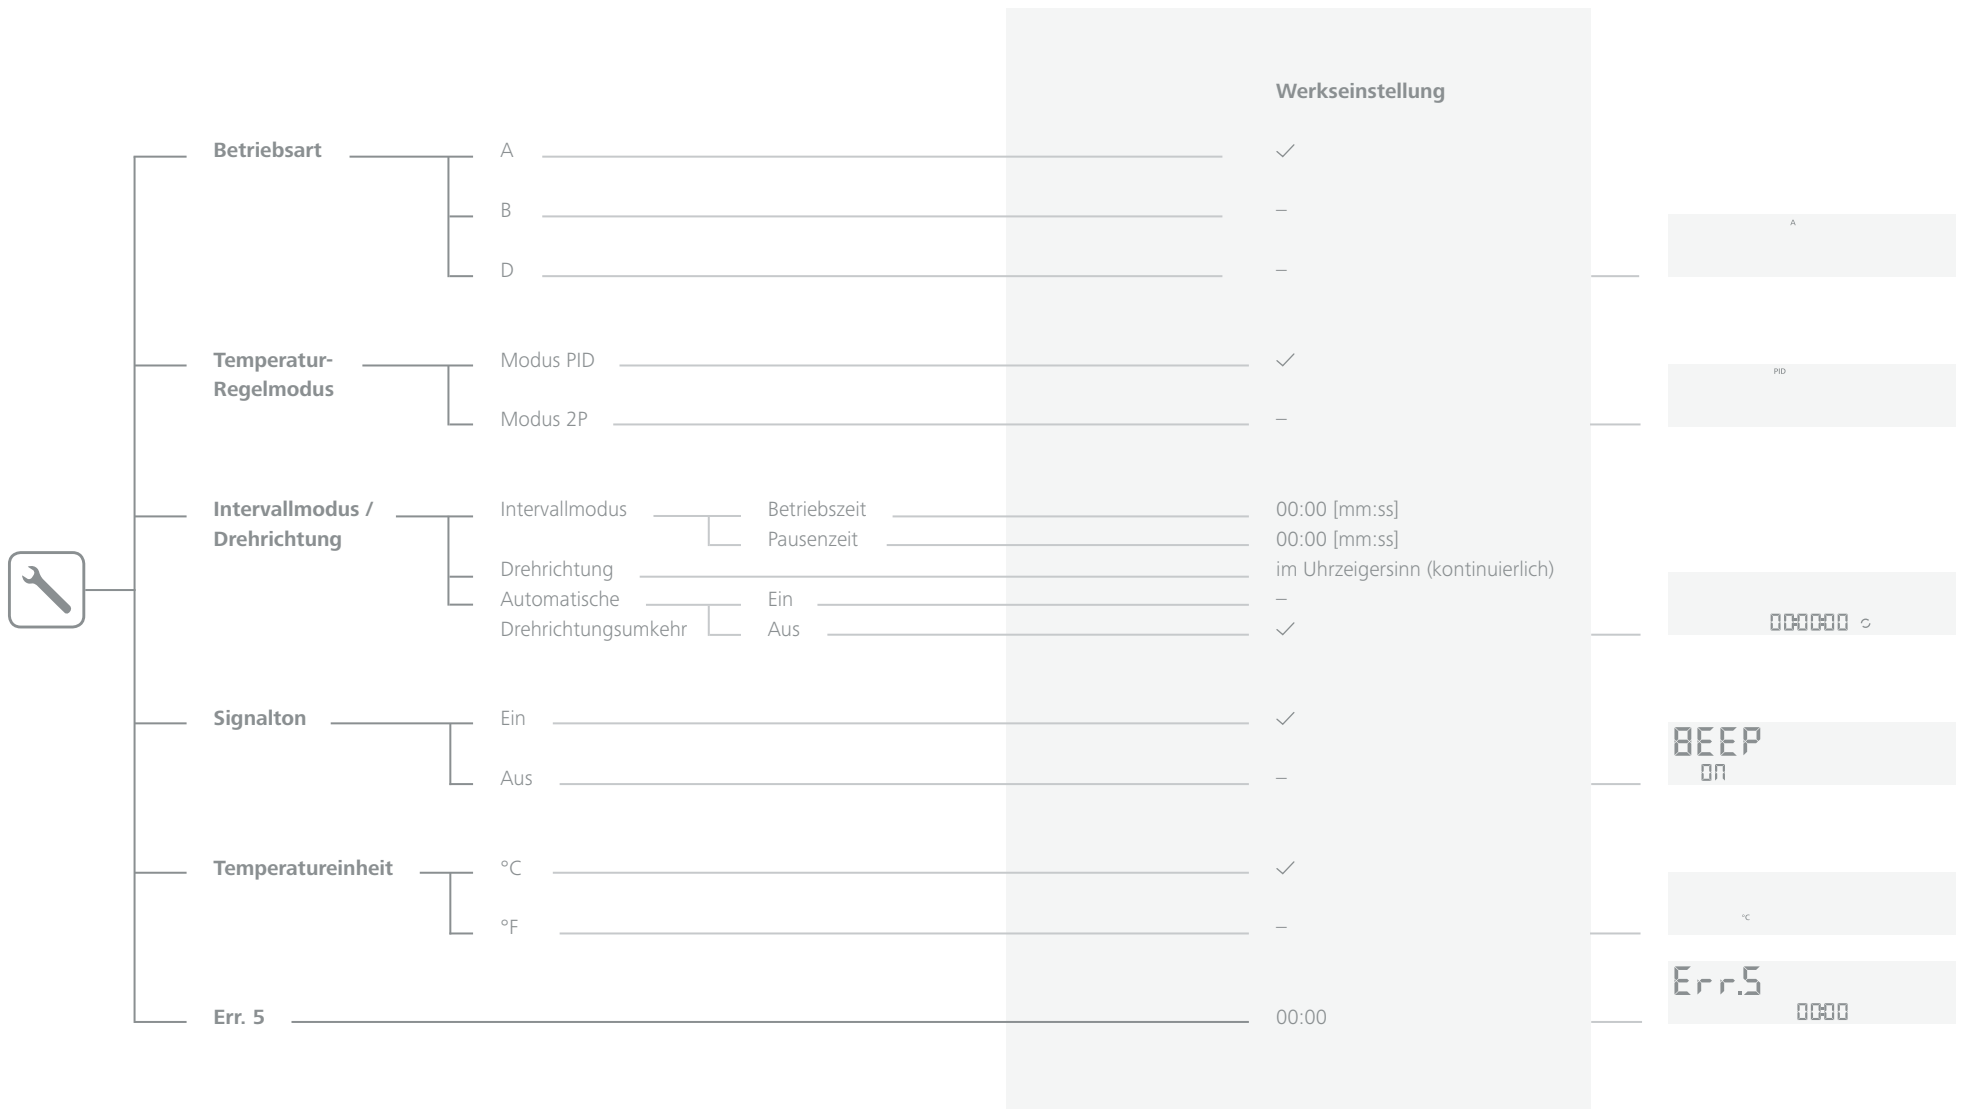 Werkseinstellung
Betriebsart A ✓
B –
A
D –
Temperatur- Modus PID ✓
PID
Regelmodus
Modus 2P –
Intervallmodus / Intervallmodus Betriebszeit 00:00 [mm:ss]
Drehrichtung Pausenzeit 00:00 [mm:ss]
Drehrichtung im Uhrzeigersinn (kontinuierlich)
Automatische Ein –
Drehrichtungsumkehr Aus ✓
00:00:00
Signalton Ein ✓
BEEP
on
Aus –
Temperatureinheit °C ✓
°C
°F –
Err.5
Err. 5 00:00
00:00